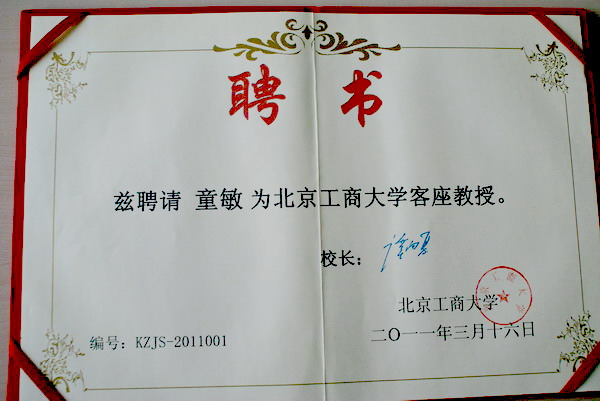 聘书
兹聘请 童敏 为北京工商大学客座教授。
校长：
北京工商大学
编号：KZJS-2011001
二〇一一年三月十六日